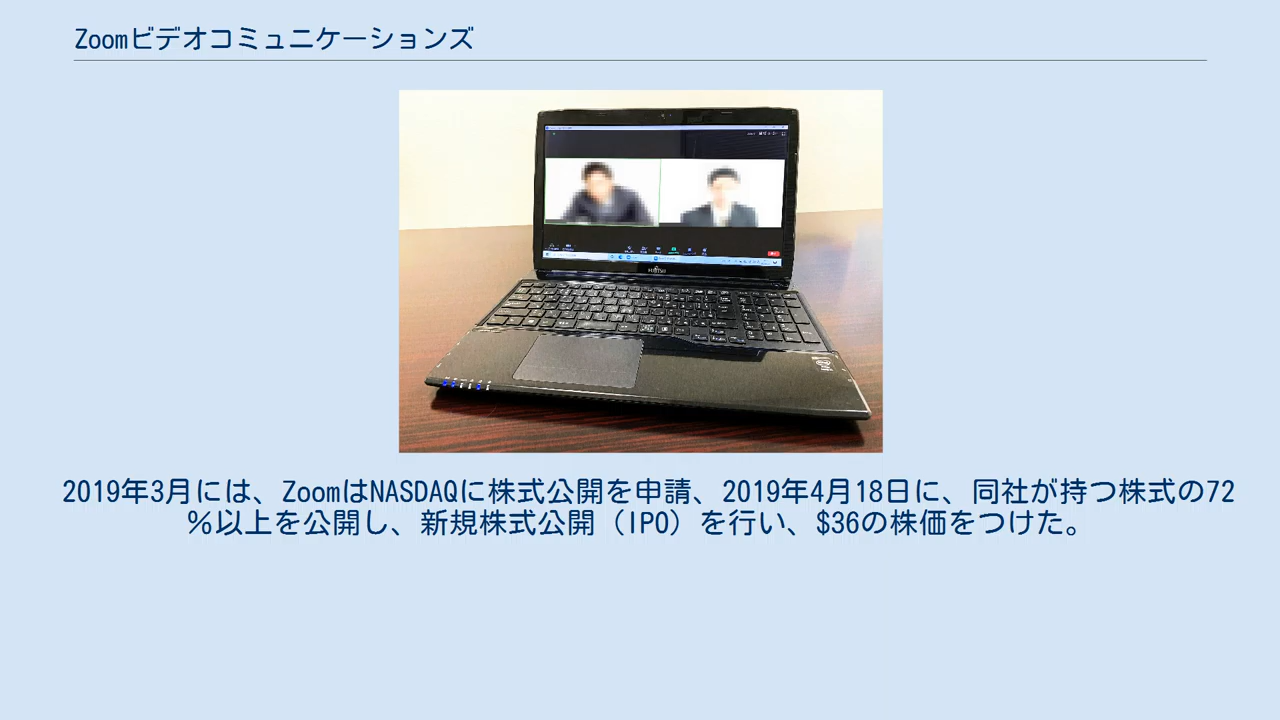 Zoomビデオコミュニケーションズ
FUJITSU
2019年3月には、ZoomはNASDAQに株式公開を申請、2019年4月18日に、同社が持つ株式の72
％以上を公開し、新規株式公開（IPO）を行い、$36の株価をつけた。